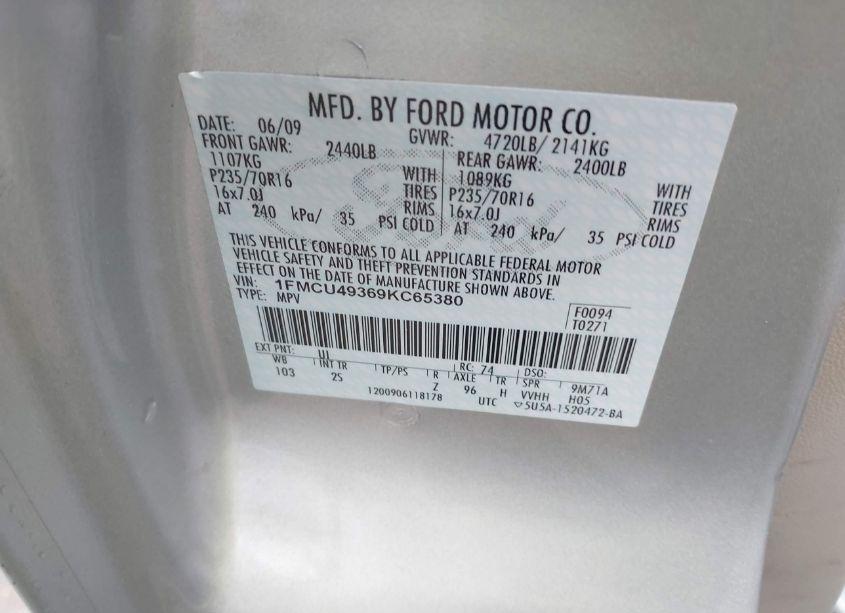 MFD. BY FORD MOTOR CO.
DATE: 06/09 GVWR: 4720LB/ 2141KG
FRONT GAWR: 2440LB REAR GAWR: 2400LB
1107KG WITH 1089KG WITH
P235/70R16 TIRES P235/70R16 TIRES
16x7.0J RIMS 16x7.0J RIMS
AT 240 kPa/ 35 PSI COLD AT 240 kPa/ 35 PSI COLD
THIS VEHICLE CONFORMS TO ALL APPLICABLE FEDERAL MOTOR
VEHICLE SAFETY AND THEFT PREVENTION STANDARDS IN
EFFECT ON THE DATE OF MANUFACTURE SHOWN ABOVE.
VIN: 1FMCU49369KC65380
TYPE: MPV
F0094
T0271
EXT PNT: UJ RC: 74 DSO:
WB INT TR TP/PS R AXLE TR SPR 9M71A
103 2S Z 96 H VVHH H05
1200906118178 UTC ▽5U5A-1520472-BA
Ford